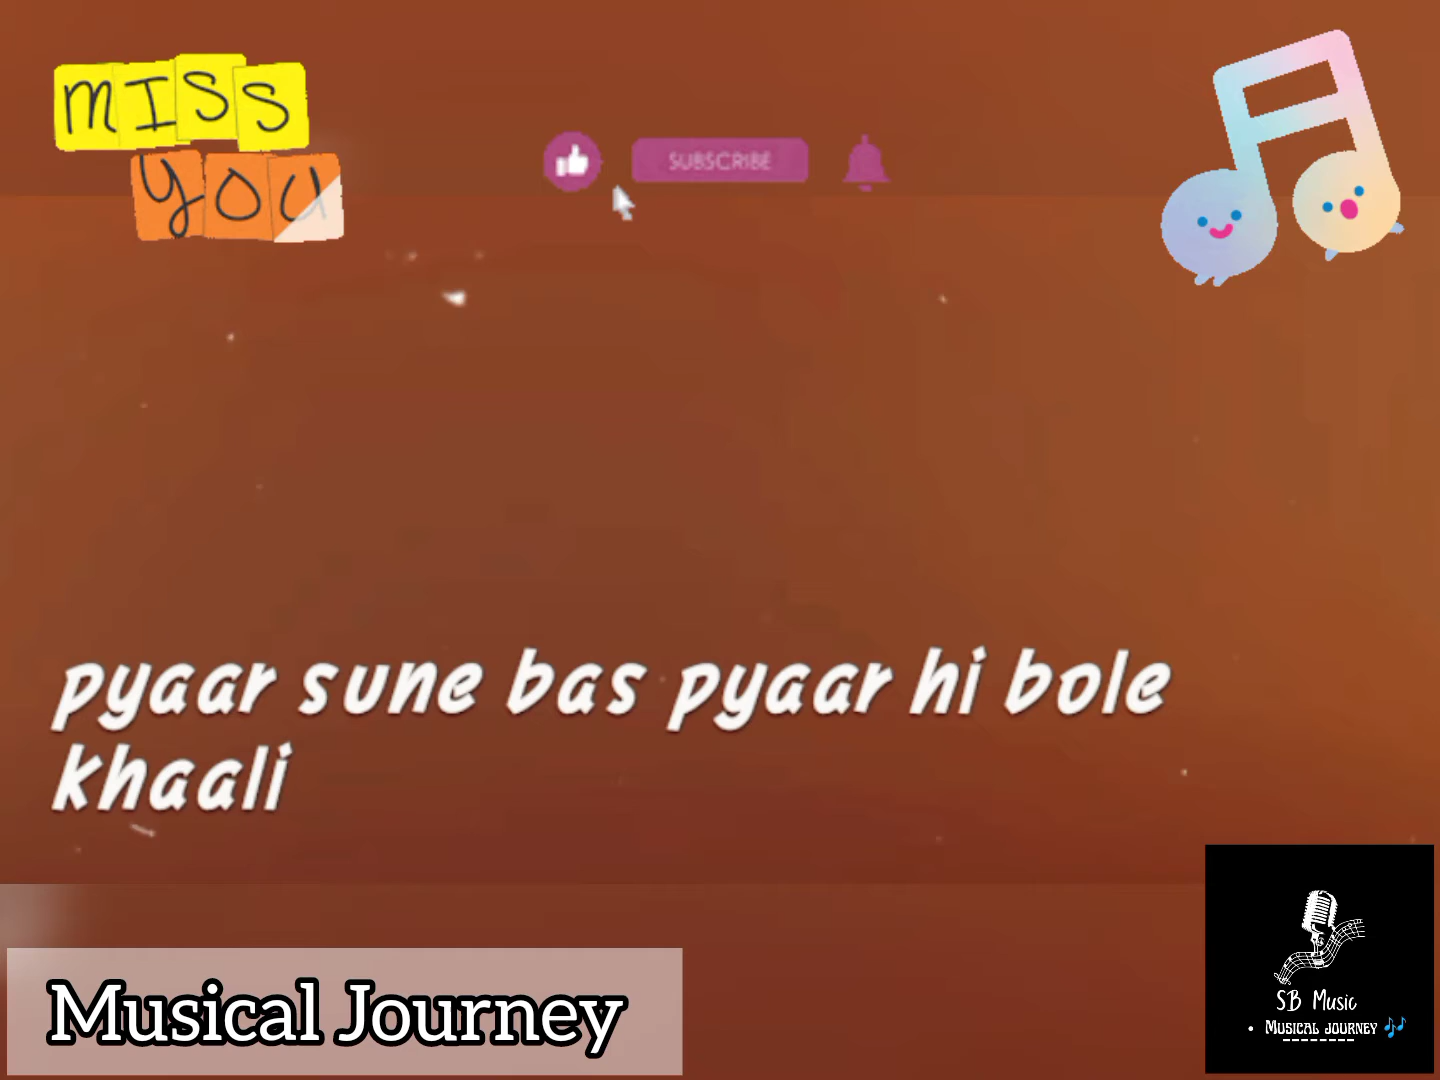 MISS
YOU
SUBSCRIBE
pyaar sune bas pyaar hi bole
khaali
Musical Journey
SB Music
• MUSICAL JOURNEY 🎶